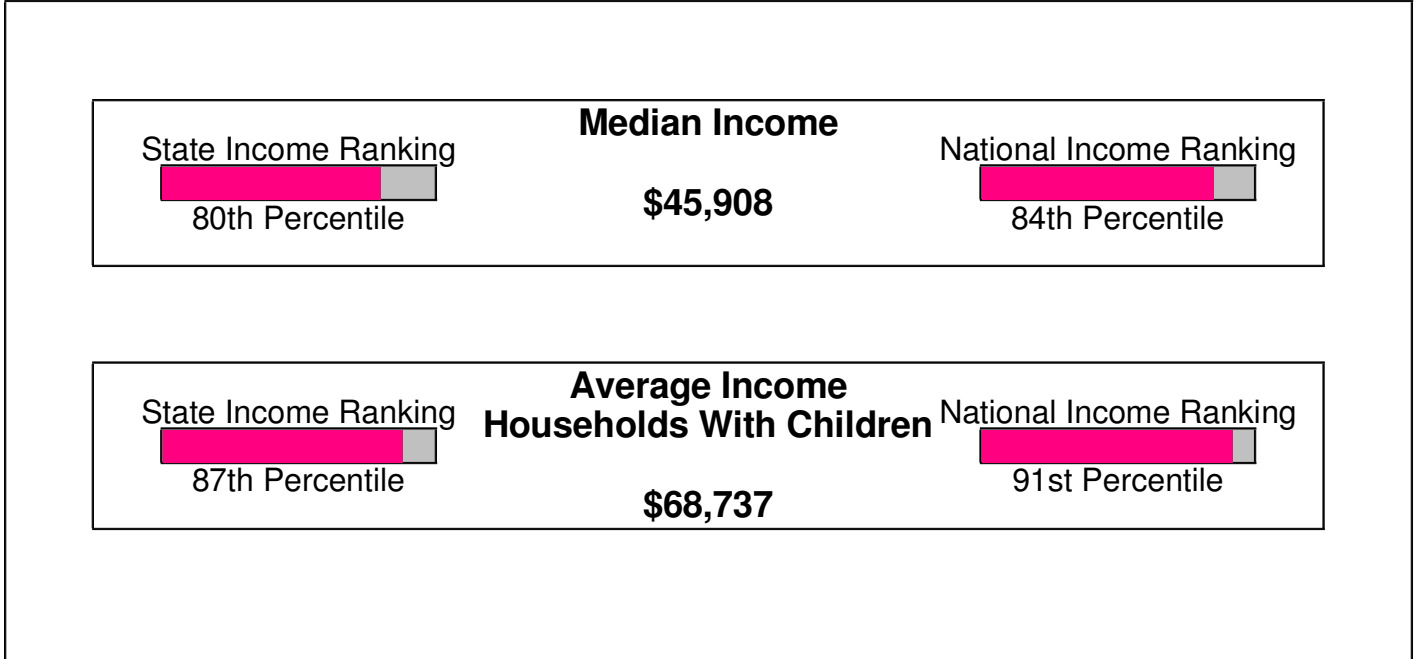 Median Income
State Income Ranking
80th Percentile
$45,908
National Income Ranking
84th Percentile
Average Income
Households With Children
State Income Ranking
87th Percentile
$68,737
National Income Ranking
91st Percentile